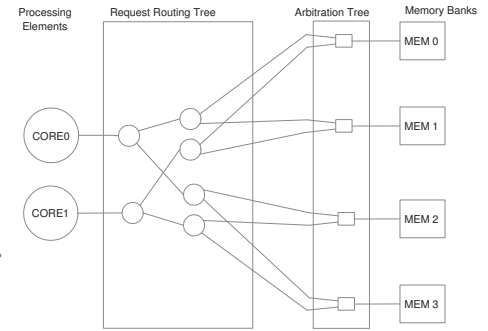 Processing Elements
Request Routing Tree
Arbitration Tree
Memory Banks
CORE0
CORE1
MEM 0
MEM 1
MEM 2
MEM 3